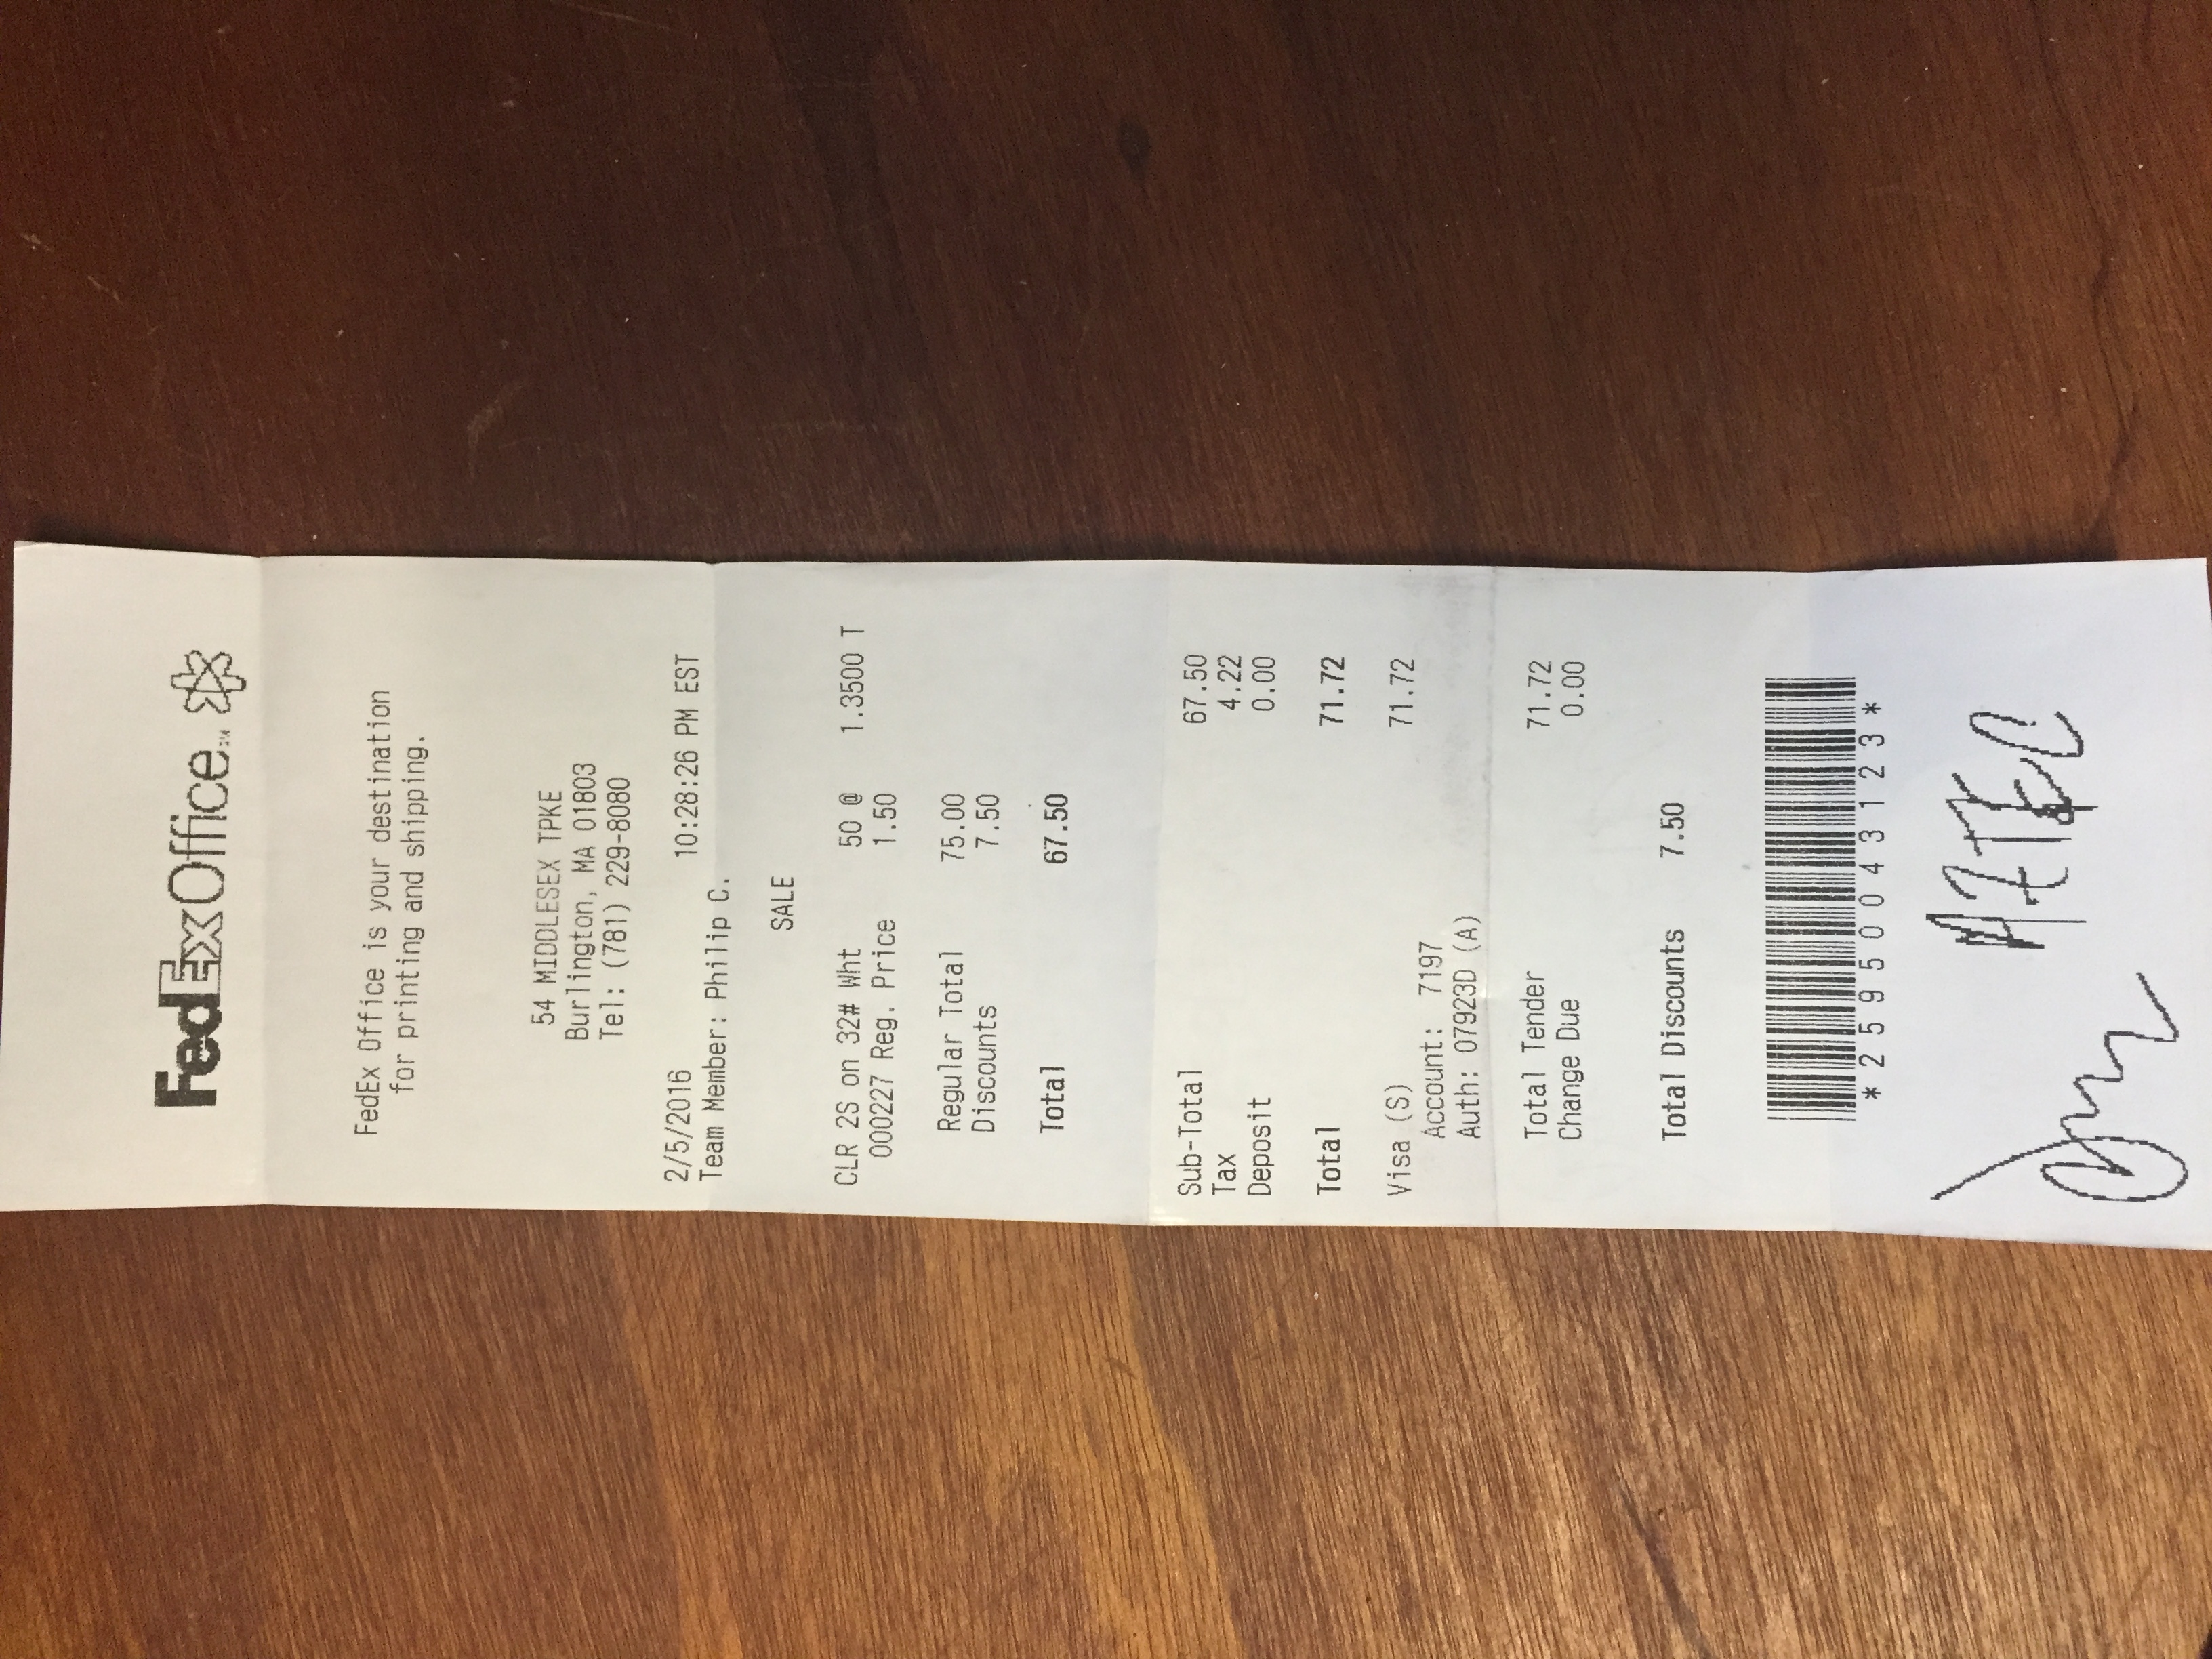 FedEx Office. SM
FedEx Office is your destination
for printing and shipping.
54 MIDDLESEX TPKE
Burlington, MA 01803
Tel: (781) 229-8080
2/5/2016 10:28:26 PM EST
Team Member: Philip C.
SALE
CLR 2S on 32# Wht 50 @ 1.3500 T
000227 Reg. Price 1.50
Regular Total 75.00
Discounts 7.50
Total 67.50
Sub-Total 67.50
Tax 4.22
Deposit 0.00
Total 71.72
Visa (S) 71.72
Account: 7197
Auth: 07923D (A)
Total Tender 71.72
Change Due 0.00
Total Discounts 7.50
*2595004313123*